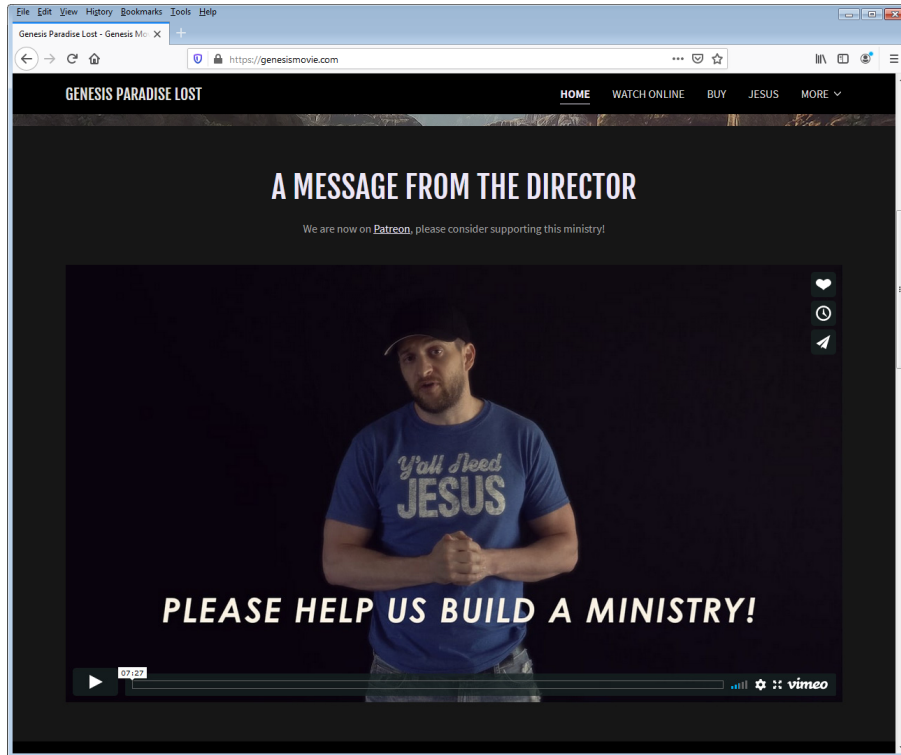 File Edit View History Bookmarks Tools Help
Genesis Paradise Lost - Genesis Mo
https://genesismovie.com
GENESIS PARADISE LOST
HOME WATCH ONLINE BUY JESUS MORE
A MESSAGE FROM THE DIRECTOR
We are now on Patreon, please consider supporting this ministry!
Y'all Need
JESUS
PLEASE HELP US BUILD A MINISTRY!
07:27
vimeo